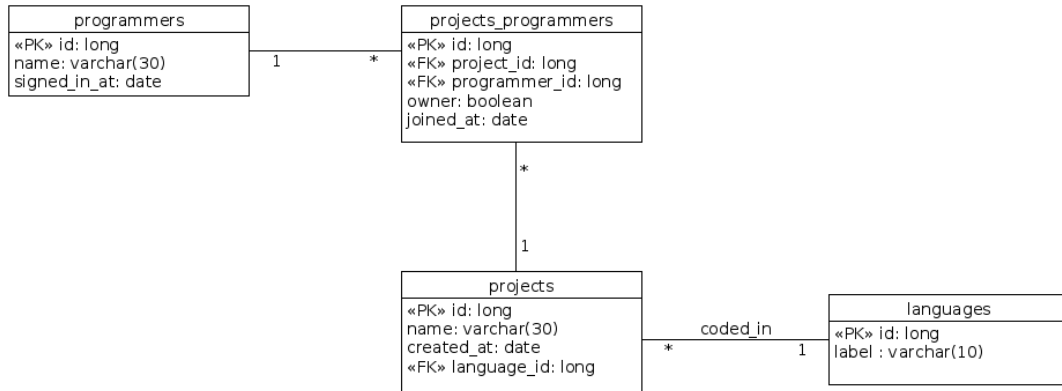 programmers
«PK» id: long
name: varchar(30)
signed_in_at: date
1
*
projects_programmers
«PK» id: long
«FK» project_id: long
«FK» programmer_id: long
owner: boolean
joined_at: date
*
1
projects
«PK» id: long
name: varchar(30)
created_at: date
«FK» language_id: long
coded_in
*
1
languages
«PK» id: long
label : varchar(10)